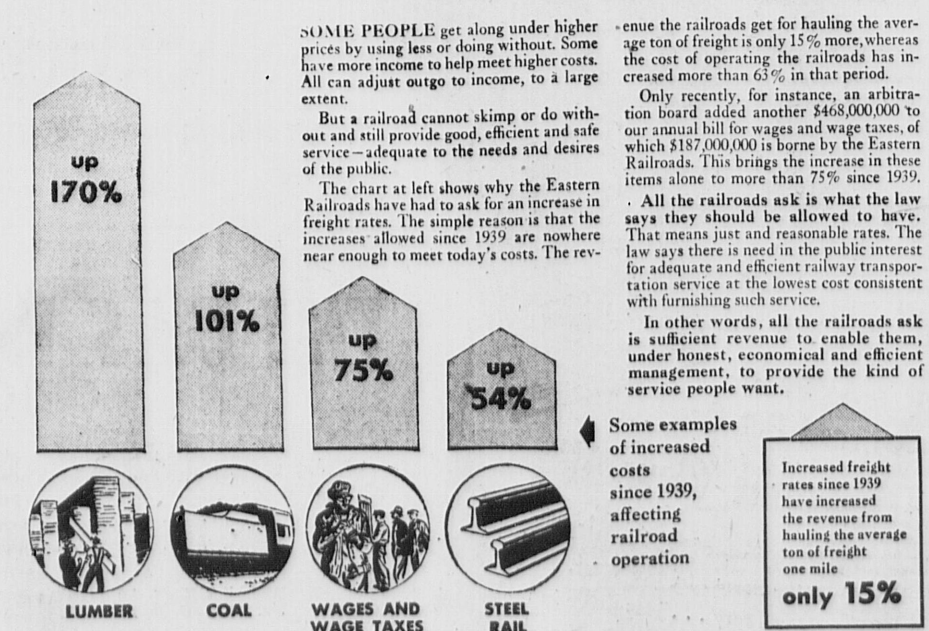 SOME PEOPLE get along under higher
prices by using less or doing without. Some
have more income to help meet higher costs.
All can adjust outgo to income, to a large
extent.
But a railroad cannot skimp or do with-
out and still provide good, efficient and safe
service—adequate to the needs and desires
of the public.
The chart at left shows why the Eastern
Railroads have had to ask for an increase in
freight rates. The simple reason is that the
increases allowed since 1939 are nowhere
near enough to meet today's costs. The rev-
enue the railroads get for hauling the aver-
age ton of freight is only 15% more, whereas
the cost of operating the railroads has in-
creased more than 63% in that period.
Only recently, for instance, an arbitra-
tion board added another $468,000,000 to
our annual bill for wages and wage taxes, of
which $187,000,000 is borne by the Eastern
Railroads. This brings the increase in these
items alone to more than 75% since 1939.
All the railroads ask is what the law
says they should be allowed to have.
That means just and reasonable rates. The
law says there is need in the public interest
for adequate and efficient railway transpor-
tation service at the lowest cost consistent
with furnishing such service.
In other words, all the railroads ask
is sufficient revenue to enable them,
under honest, economical and efficient
management, to provide the kind of
service people want.
up
170%
up
101%
up
75%
up
54%
LUMBER
COAL
WAGES AND
WAGE TAXES
STEEL
RAIL
Some examples
of increased
costs
since 1939,
affecting
railroad
operation
Increased freight
rates since 1939
have increased
the revenue from
hauling the average
ton of freight
one mile
only 15%